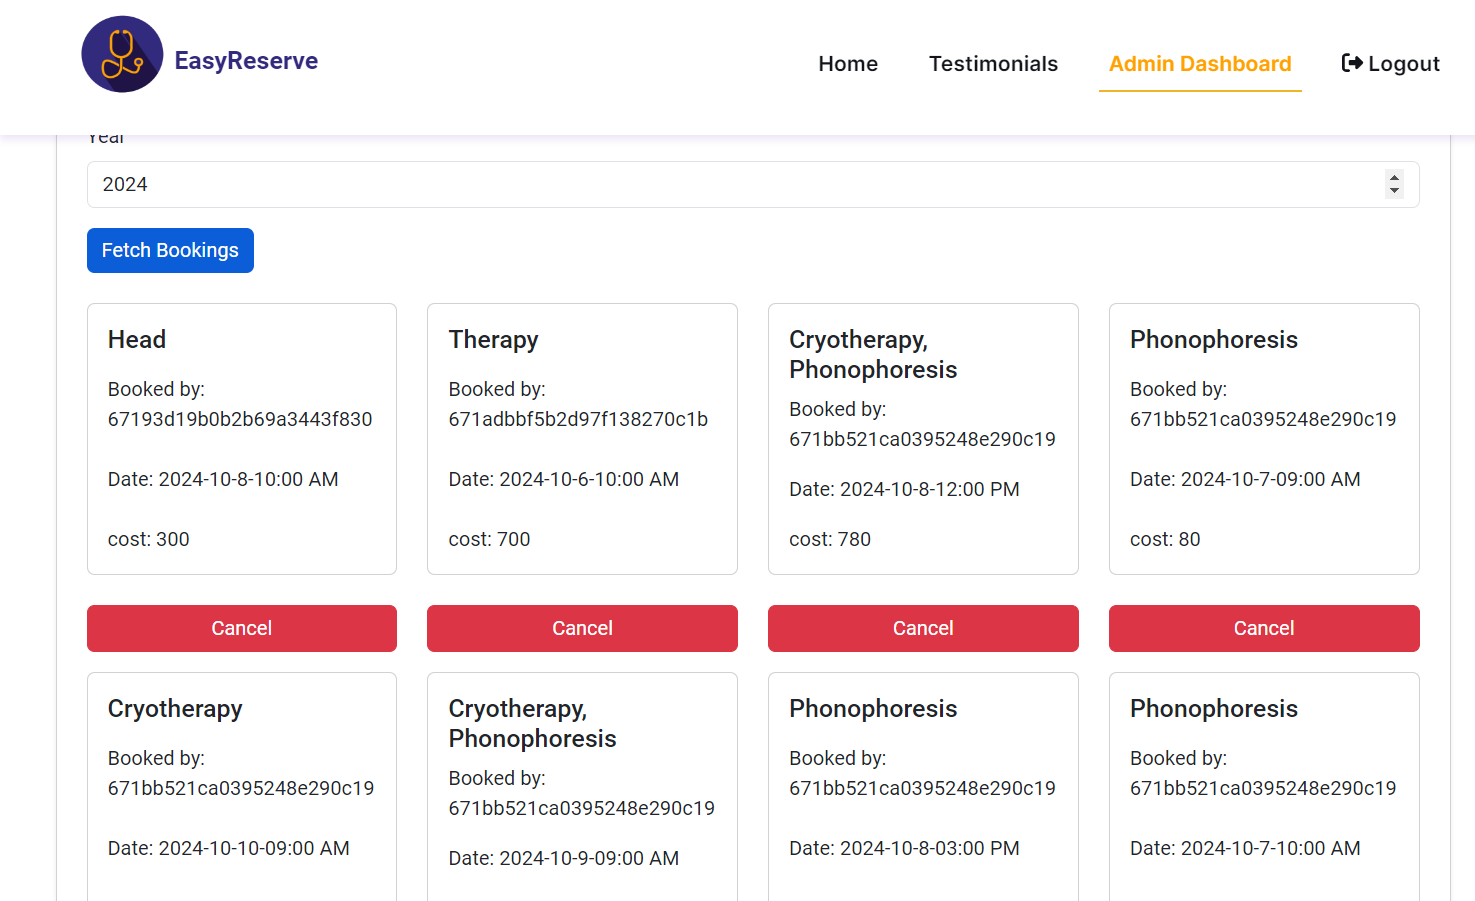 EasyReserve
Home
Testimonials
Admin Dashboard
Logout
Year
2024
Fetch Bookings
Head
Booked by:
67193d19b0b2b69a3443f830
Date: 2024-10-8-10:00 AM
cost: 300
Cancel
Therapy
Booked by:
671adbbf5b2d97f138270c1b
Date: 2024-10-6-10:00 AM
cost: 700
Cancel
Cryotherapy,
Phonophoresis
Booked by:
671bb521ca0395248e290c19
Date: 2024-10-8-12:00 PM
cost: 780
Cancel
Phonophoresis
Booked by:
671bb521ca0395248e290c19
Date: 2024-10-7-09:00 AM
cost: 80
Cancel
Cryotherapy
Booked by:
671bb521ca0395248e290c19
Date: 2024-10-10-09:00 AM
Cryotherapy,
Phonophoresis
Booked by:
671bb521ca0395248e290c19
Date: 2024-10-9-09:00 AM
Phonophoresis
Booked by:
671bb521ca0395248e290c19
Date: 2024-10-8-03:00 PM
Phonophoresis
Booked by:
671bb521ca0395248e290c19
Date: 2024-10-7-10:00 AM